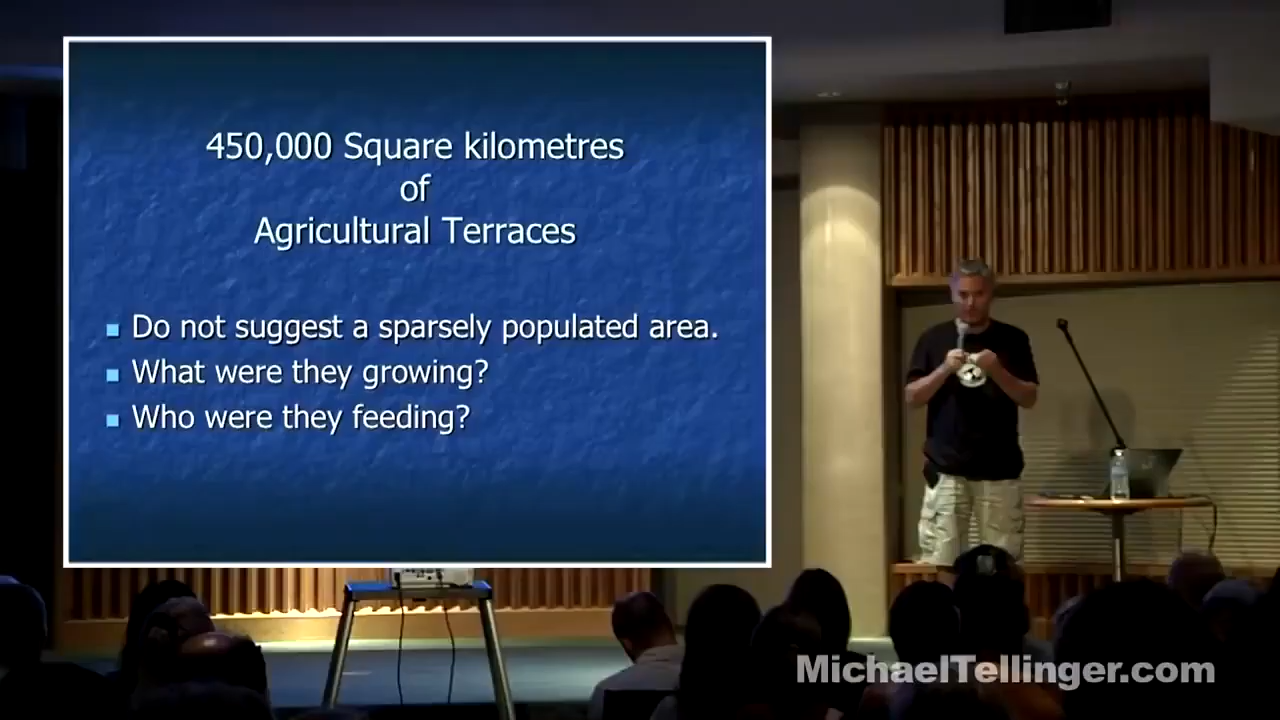 450,000 Square kilometres
of
Agricultural Terraces
Do not suggest a sparsely populated area.
What were they growing?
Who were they feeding?
MichaelTellinger.com